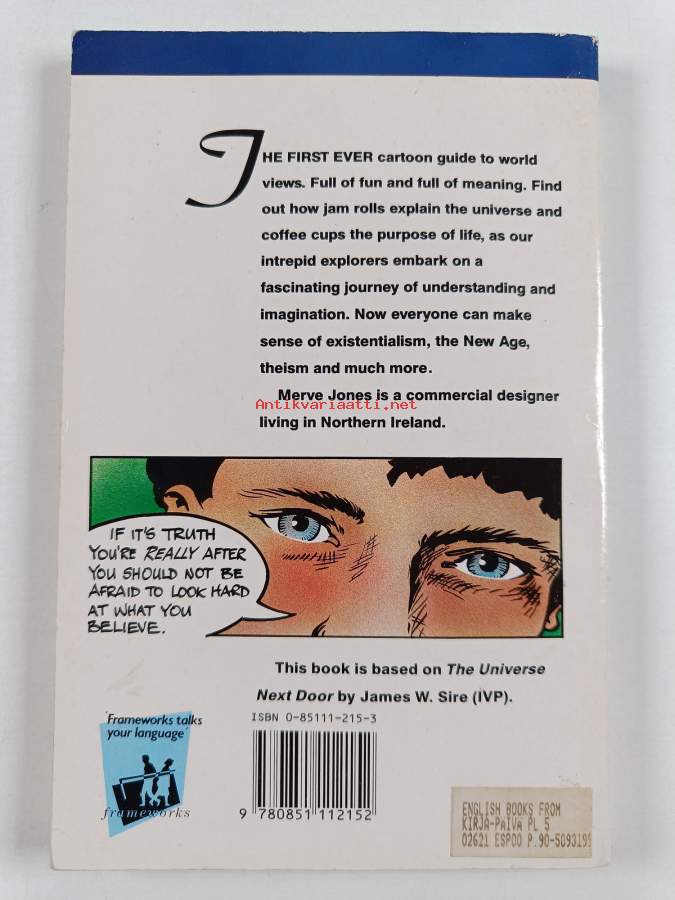 THE FIRST EVER cartoon guide to world
views. Full of fun and full of meaning. Find
out how jam rolls explain the universe and
coffee cups the purpose of life, as our
intrepid explorers embark on a
fascinating journey of understanding and
imagination. Now everyone can make
sense of existentialism, the New Age,
theism and much more.
Merve Jones is a commercial designer
Antikvariaatti.net
living in Northern Ireland.
IF IT'S TRUTH
YOU'RE REALLY AFTER
YOU SHOULD NOT BE
AFRAID TO LOOK HARD
AT WHAT YOU
BELIEVE.
This book is based on The Universe
Next Door by James W. Sire (IVP).
'Frameworks talks
your language'
frameworks
ISBN 0-85111-215-3
9 780851 112152
ENGLISH BOOKS FROM
KIRJA-PAIVA PL 5
02621 ESPOO P.90-5093195